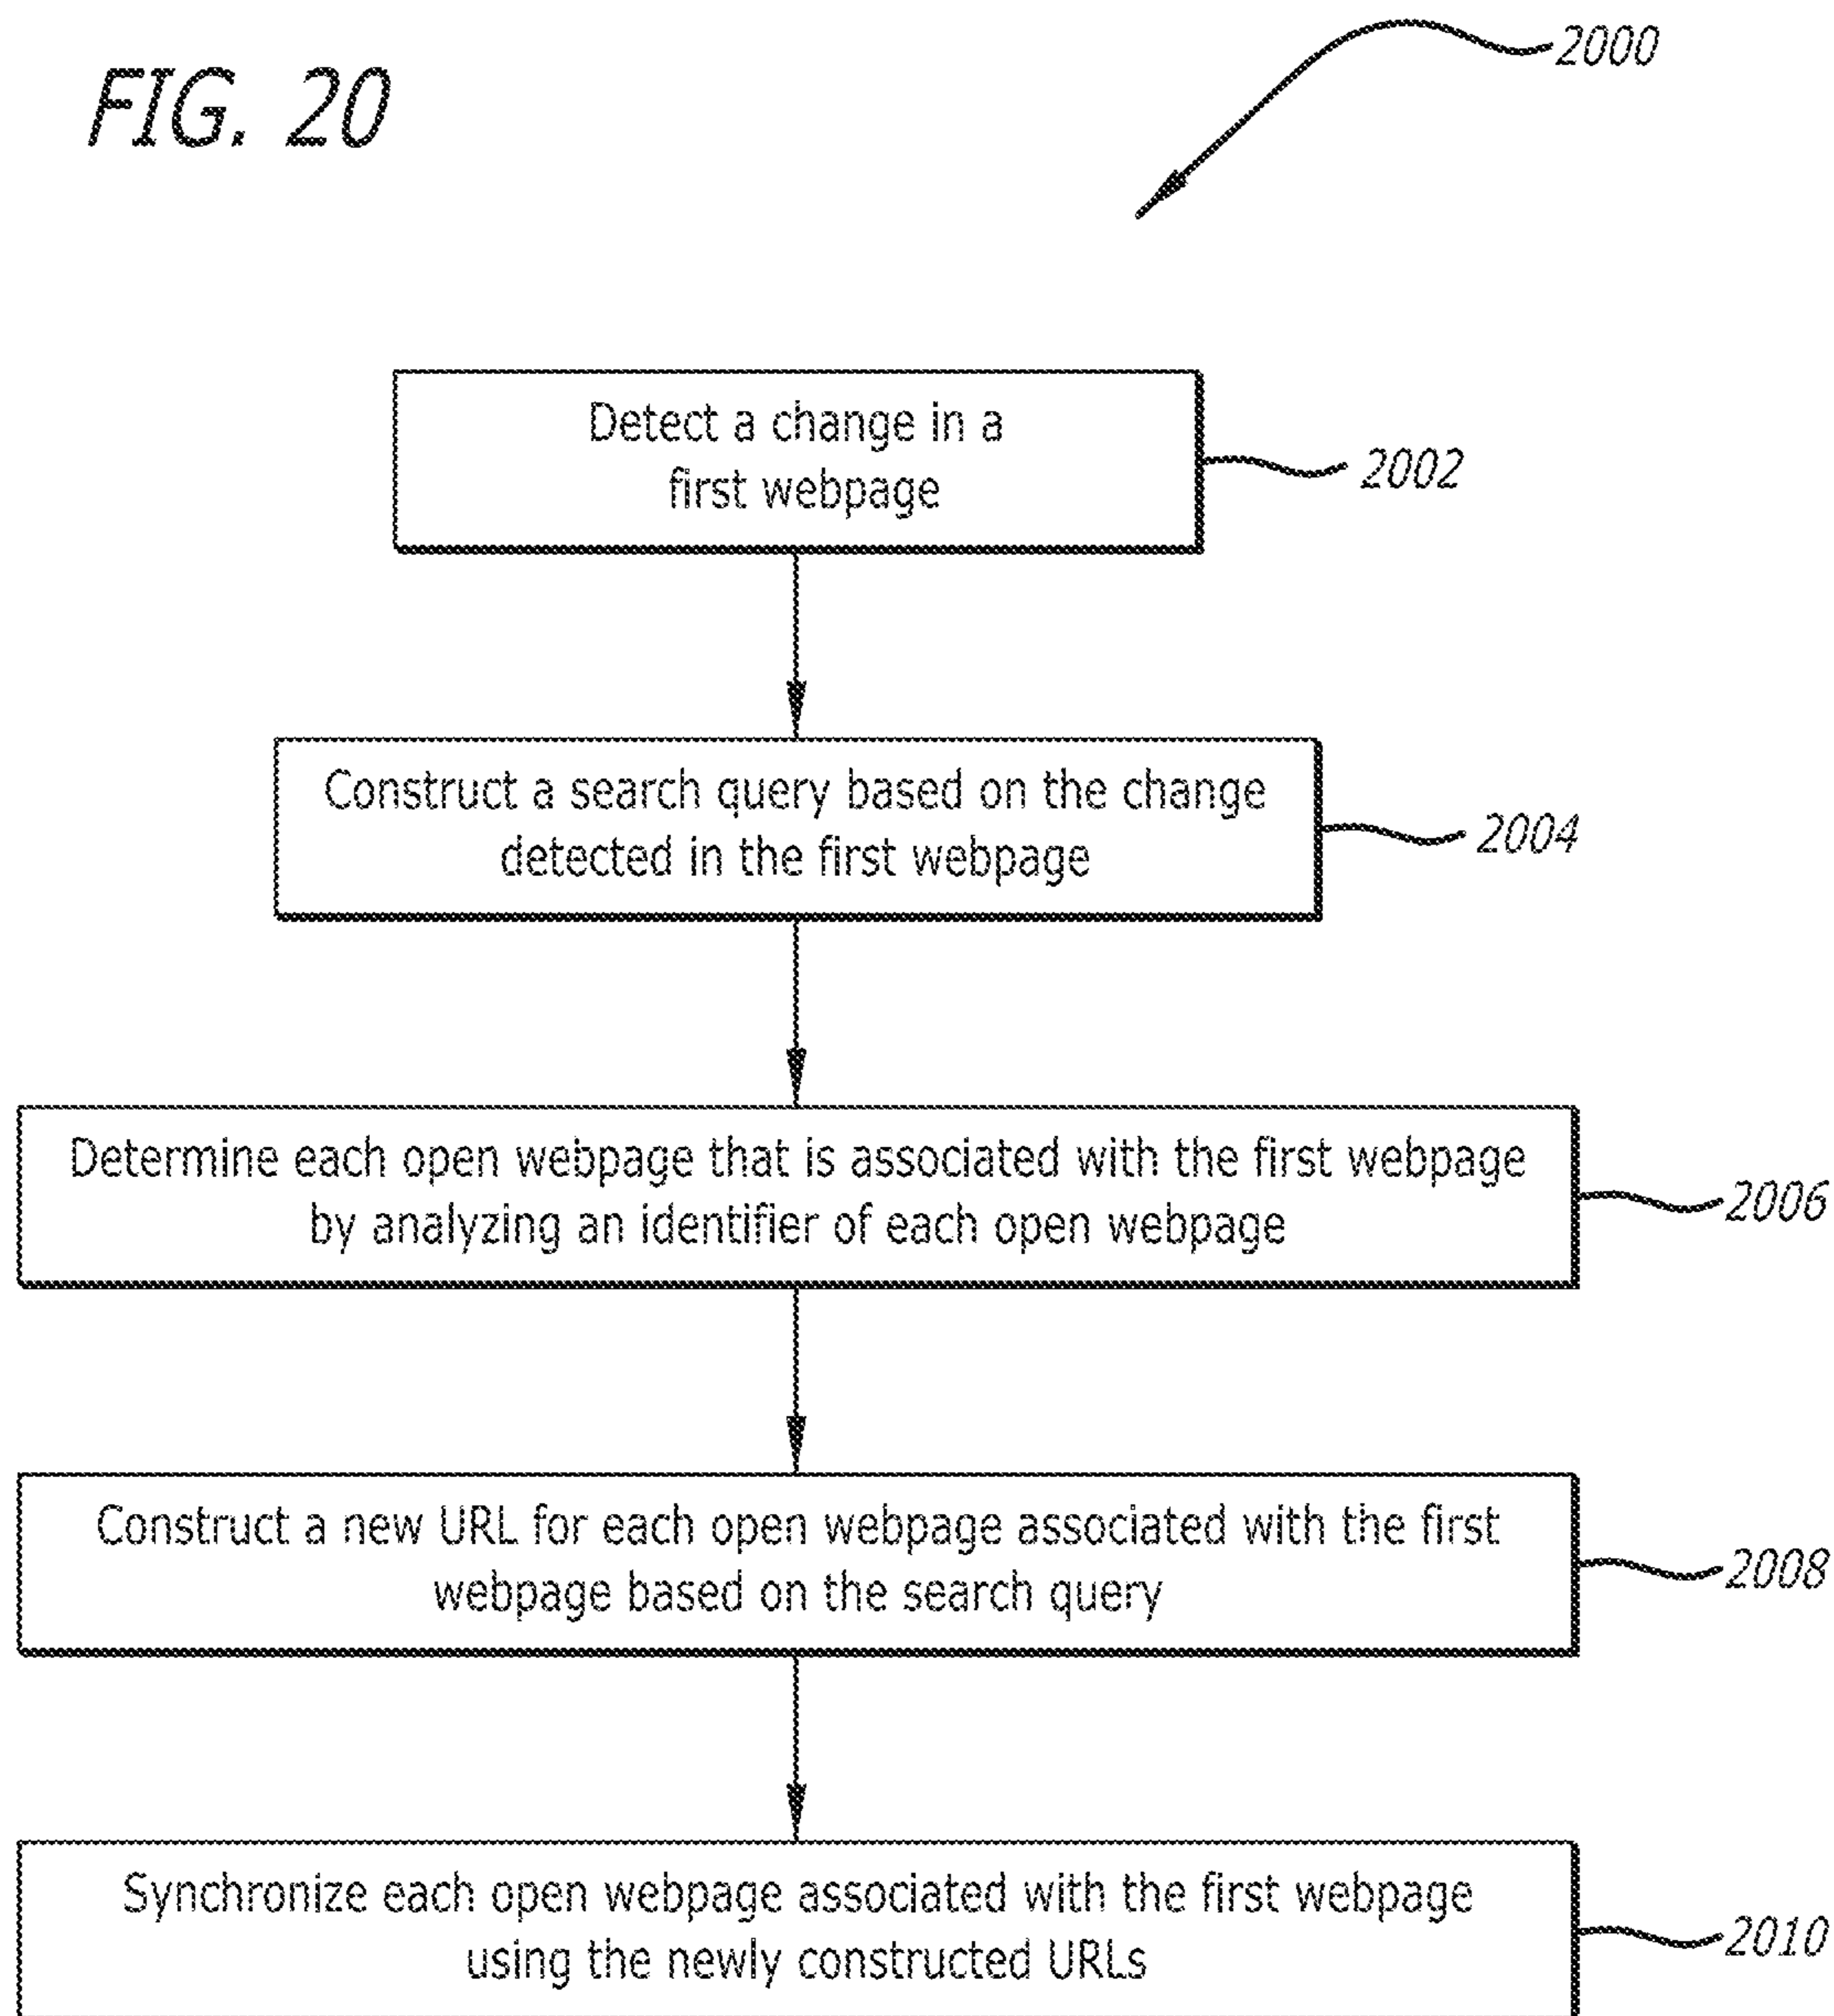 FIG. 20
2000
Detect a change in a
first webpage
2002
Construct a search query based on the change
detected in the first webpage
2004
Determine each open webpage that is associated with the first webpage
by analyzing an identifier of each open webpage
2006
Construct a new URL for each open webpage associated with the first
webpage based on the search query
2008
Synchronize each open webpage associated with the first webpage
using the newly constructed URLs
2010